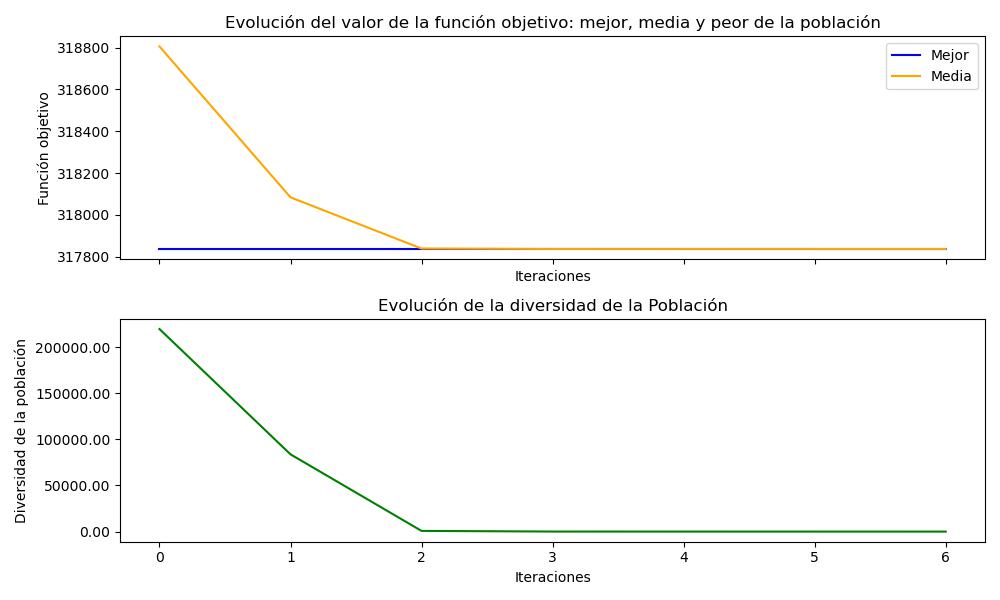 Evolución del valor de la función objetivo: mejor, media y peor de la población
318800
318600
318400
318200
318000
317800
Función objetivo
Mejor
Media
Iteraciones
Evolución de la diversidad de la Población
200000.00
150000.00
100000.00
50000.00
0.00
Diversidad de la población
0 1 2 3 4 5 6
Iteraciones